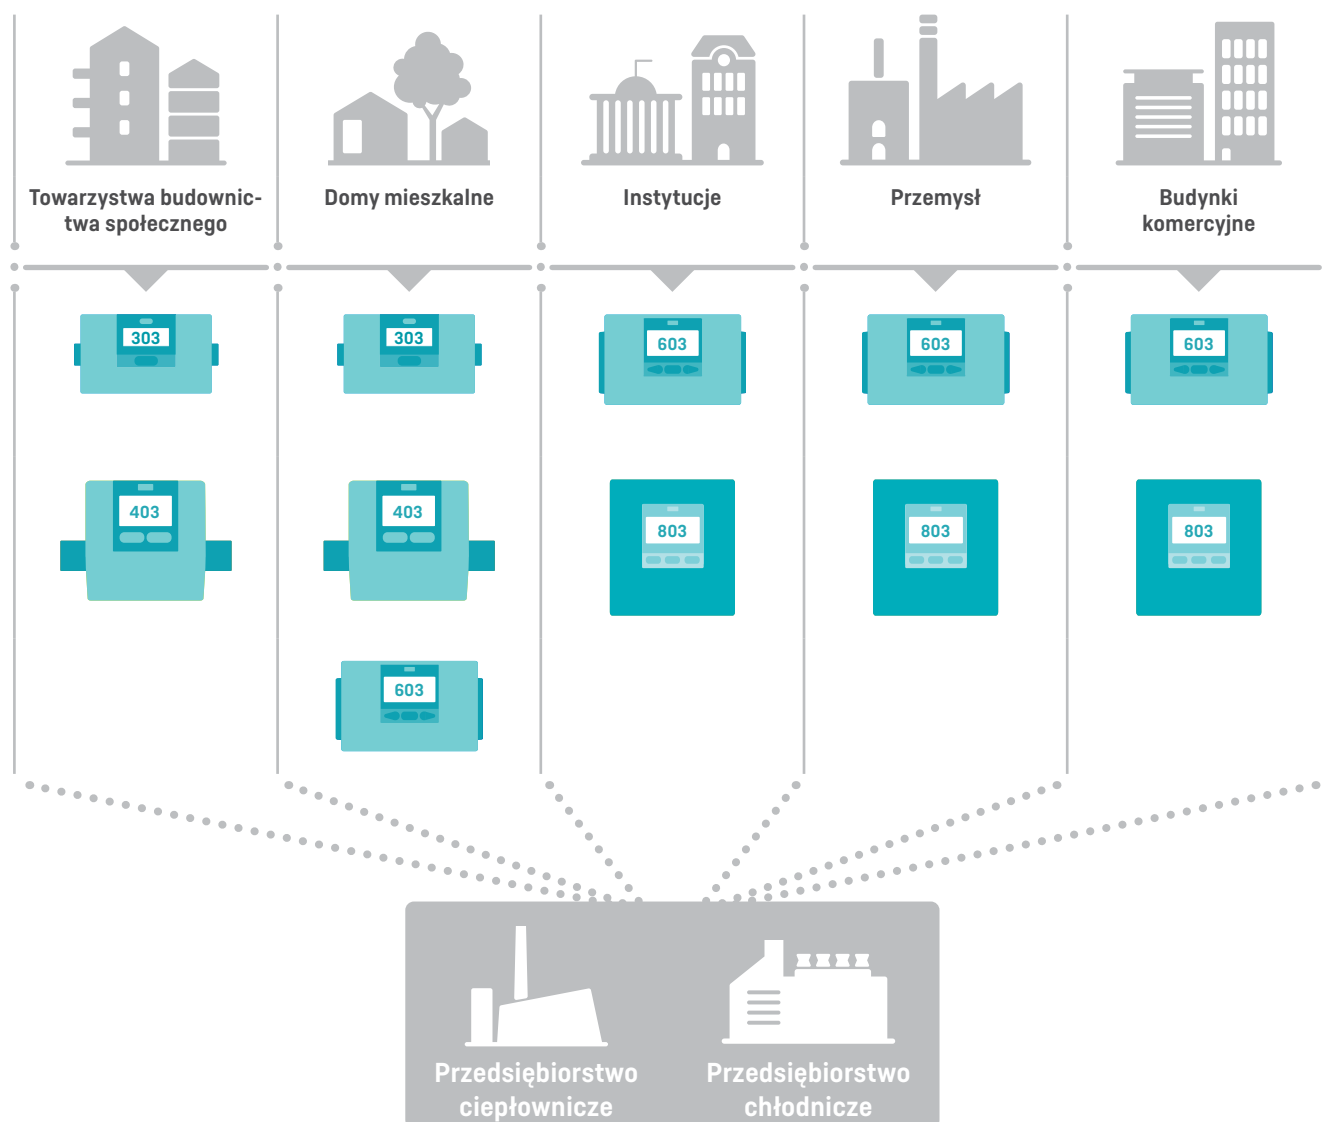 Towarzystwa budownic-
twa społecznego
Domy mieszkalne
Instytucje
Przemysł
Budynki
komercyjne
303
303
603
603
603
403
403
803
803
803
603
Przedsiębiorstwo
ciepłownicze
Przedsiębiorstwo
chłodnicze